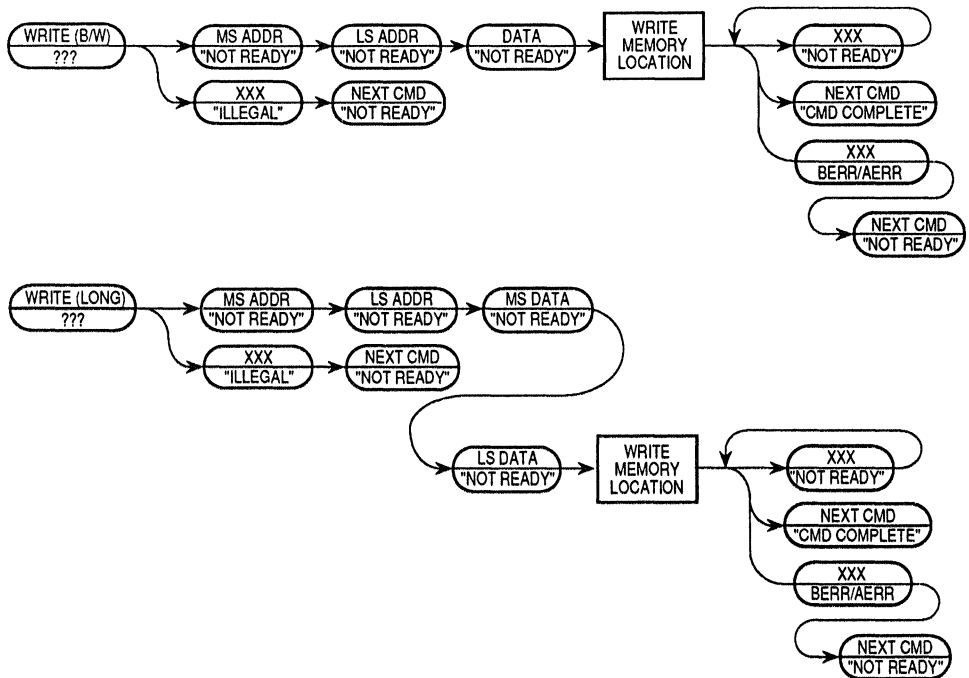 WRITE (B/W)
???
MS ADDR
"NOT READY"
LS ADDR
"NOT READY"
DATA
"NOT READY"
WRITE
MEMORY
LOCATION
XXX
"NOT READY"
XXX
"ILLEGAL"
NEXT CMD
"NOT READY"
NEXT CMD
"CMD COMPLETE"
XXX
BERR/AERR
NEXT CMD
"NOT READY"
WRITE (LONG)
???
MS ADDR
"NOT READY"
LS ADDR
"NOT READY"
MS DATA
"NOT READY"
XXX
"ILLEGAL"
NEXT CMD
"NOT READY"
LS DATA
"NOT READY"
WRITE
MEMORY
LOCATION
XXX
"NOT READY"
NEXT CMD
"CMD COMPLETE"
XXX
BERR/AERR
NEXT CMD
"NOT READY"